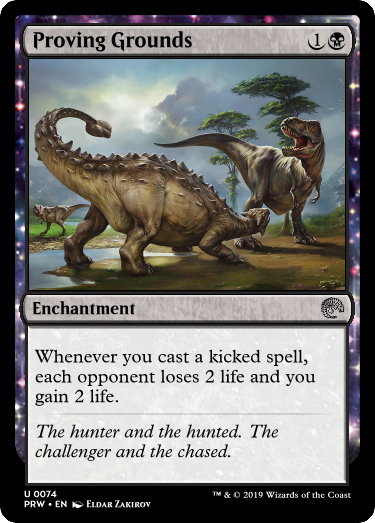 Proving Grounds 1
Enchantment
Whenever you cast a kicked spell,
each opponent loses 2 life and you
gain 2 life.
The hunter and the hunted. The
challenger and the chased.
U 0074
PRW • EN Eldar Zakirov
™ & © 2019 Wizards of the Coast